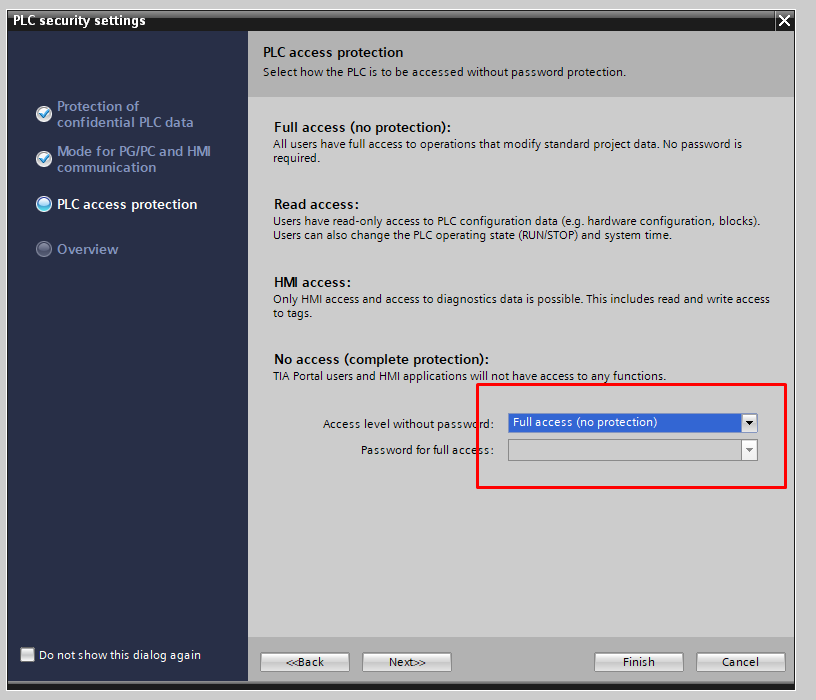 PLC security settings
Protection of
confidential PLC data
Mode for PG/PC and HMI
communication
PLC access protection
Overview
Do not show this dialog again
PLC access protection
Select how the PLC is to be accessed without password protection.
Full access (no protection):
All users have full access to operations that modify standard project data. No password is
required.
Read access:
Users have read-only access to PLC configuration data (e.g. hardware configuration, blocks).
Users can also change the PLC operating state (RUN/STOP) and system time.
HMI access:
Only HMI access and access to diagnostics data is possible. This includes read and write access
to tags.
No access (complete protection):
TIA Portal users and HMI applications will not have access to any functions.
Access level without password: Full access (no protection)
Password for full access:
<<Back Next>> Finish Cancel